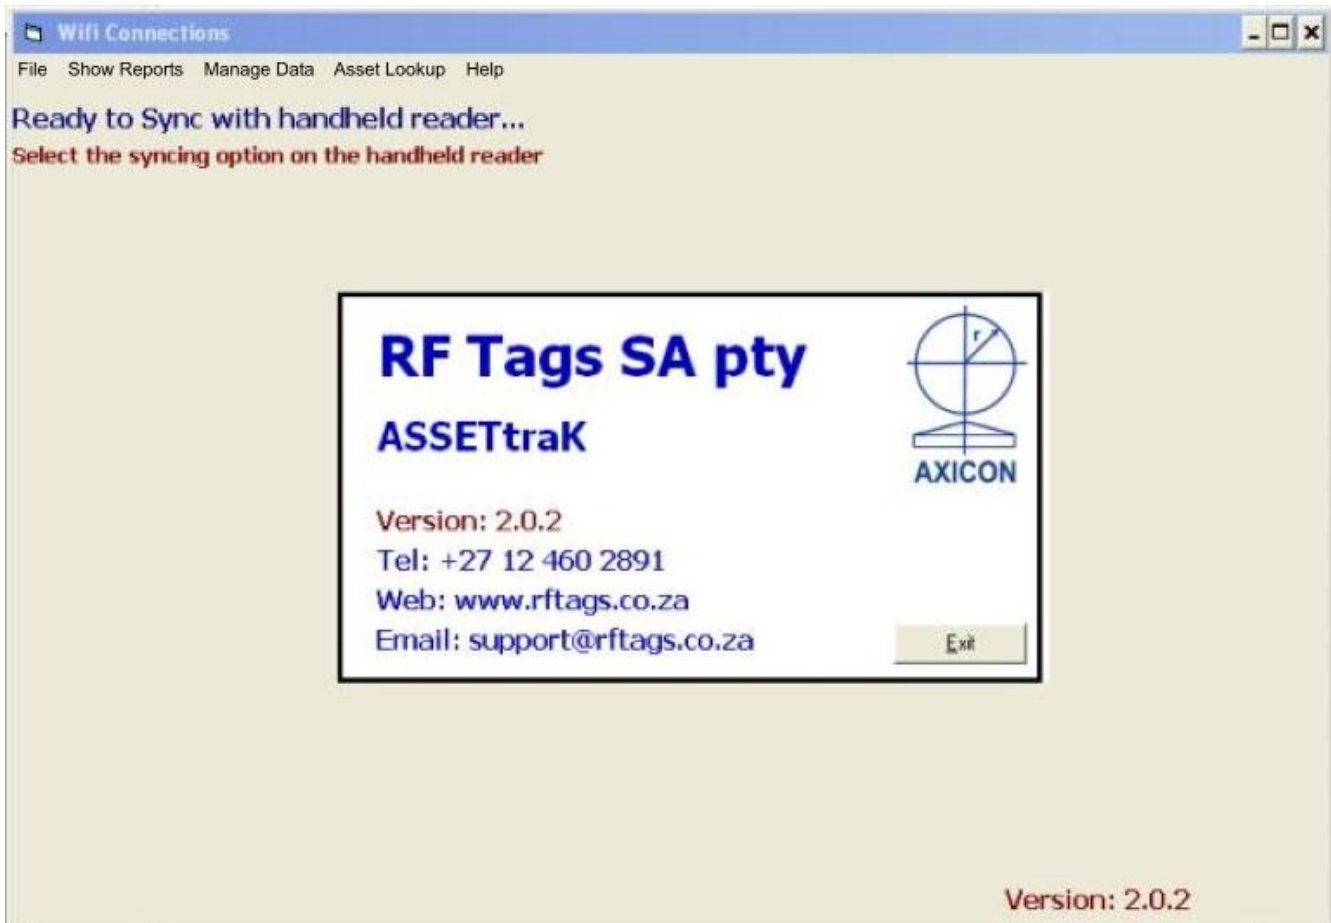 Wifi Connections
File Show Reports Manage Data Asset Lookup Help
Ready to Sync with handheld reader...
Select the syncing option on the handheld reader
RF Tags SA pty
r
ASSETtraK
AXICON
Version: 2.0.2
Tel: +27 12 460 2891
Web: www.rftags.co.za
Email: support@rftags.co.za
Exit
Version: 2.0.2